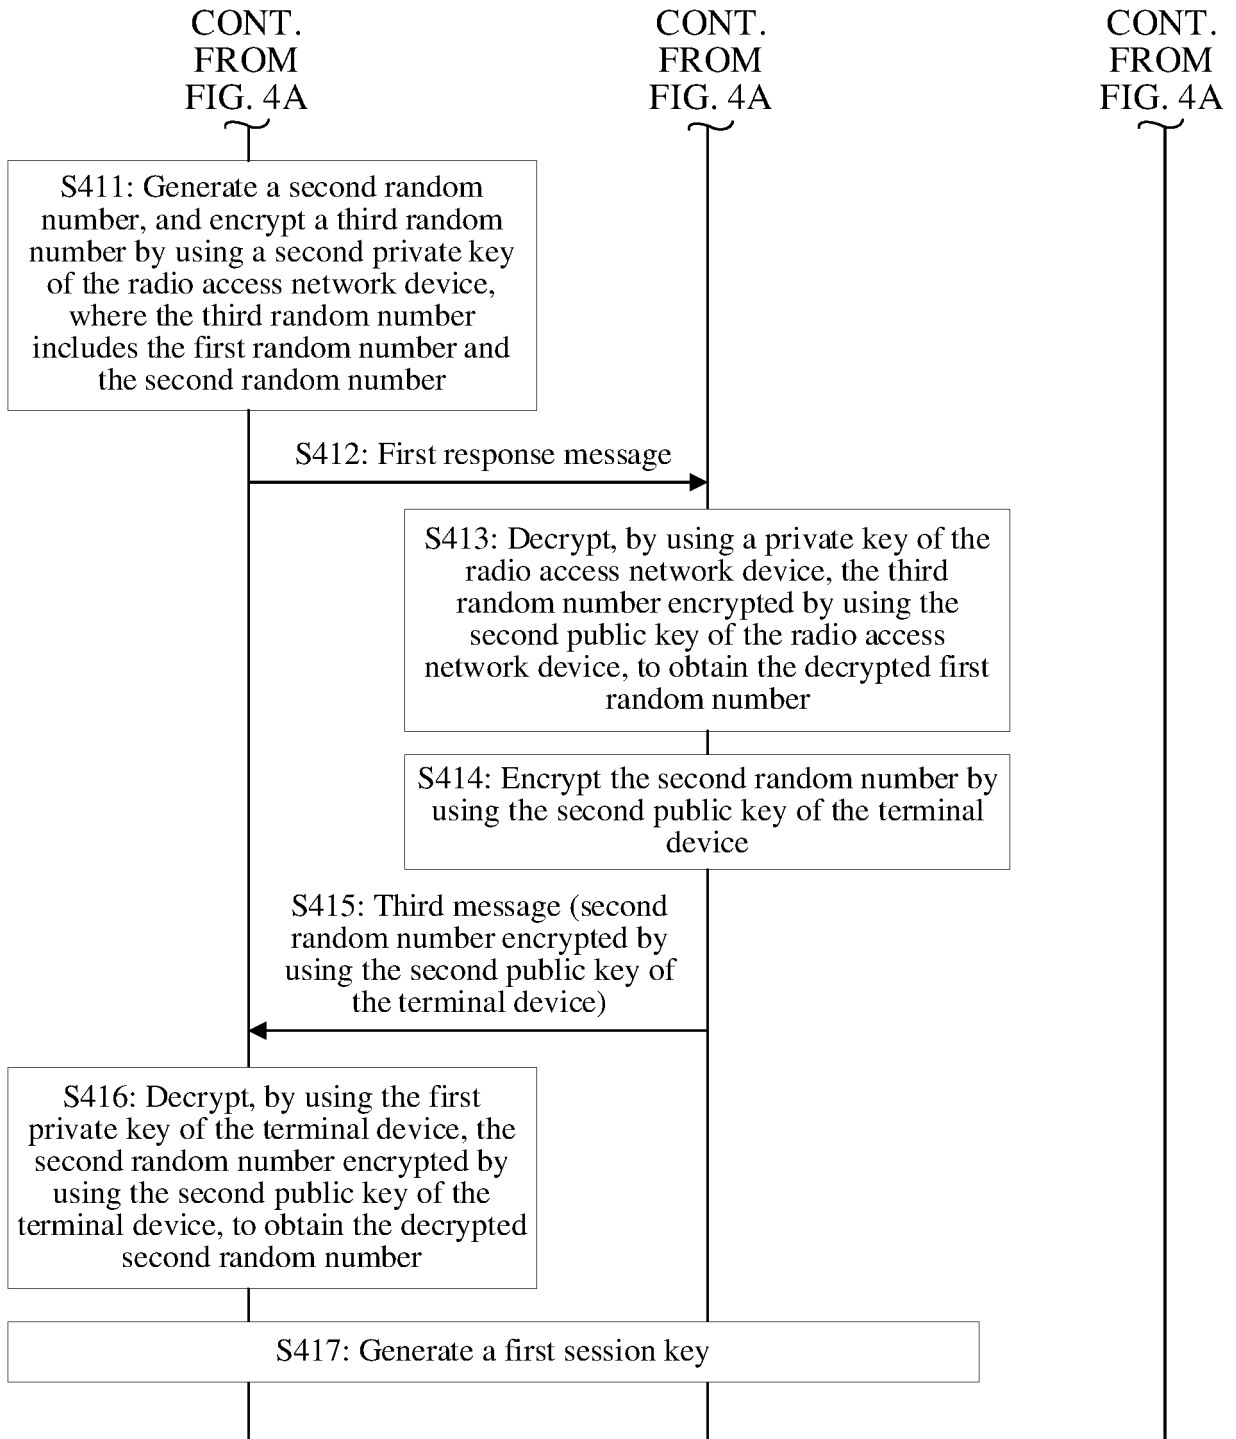 CONT.
FROM
FIG. 4A
CONT.
FROM
FIG. 4A
CONT.
FROM
FIG. 4A
S411: Generate a second random
number, and encrypt a third random
number by using a second private key
of the radio access network device,
where the third random number
includes the first random number and
the second random number
S412: First response message
S413: Decrypt, by using a private key of the
radio access network device, the third
random number encrypted by using the
second public key of the radio access
network device, to obtain the decrypted first
random number
S414: Encrypt the second random number by
using the second public key of the terminal
device
S415: Third message (second
random number encrypted by
using the second public key of
the terminal device)
S416: Decrypt, by using the first
private key of the terminal device, the
second random number encrypted by
using the second public key of the
terminal device, to obtain the decrypted
second random number
S417: Generate a first session key